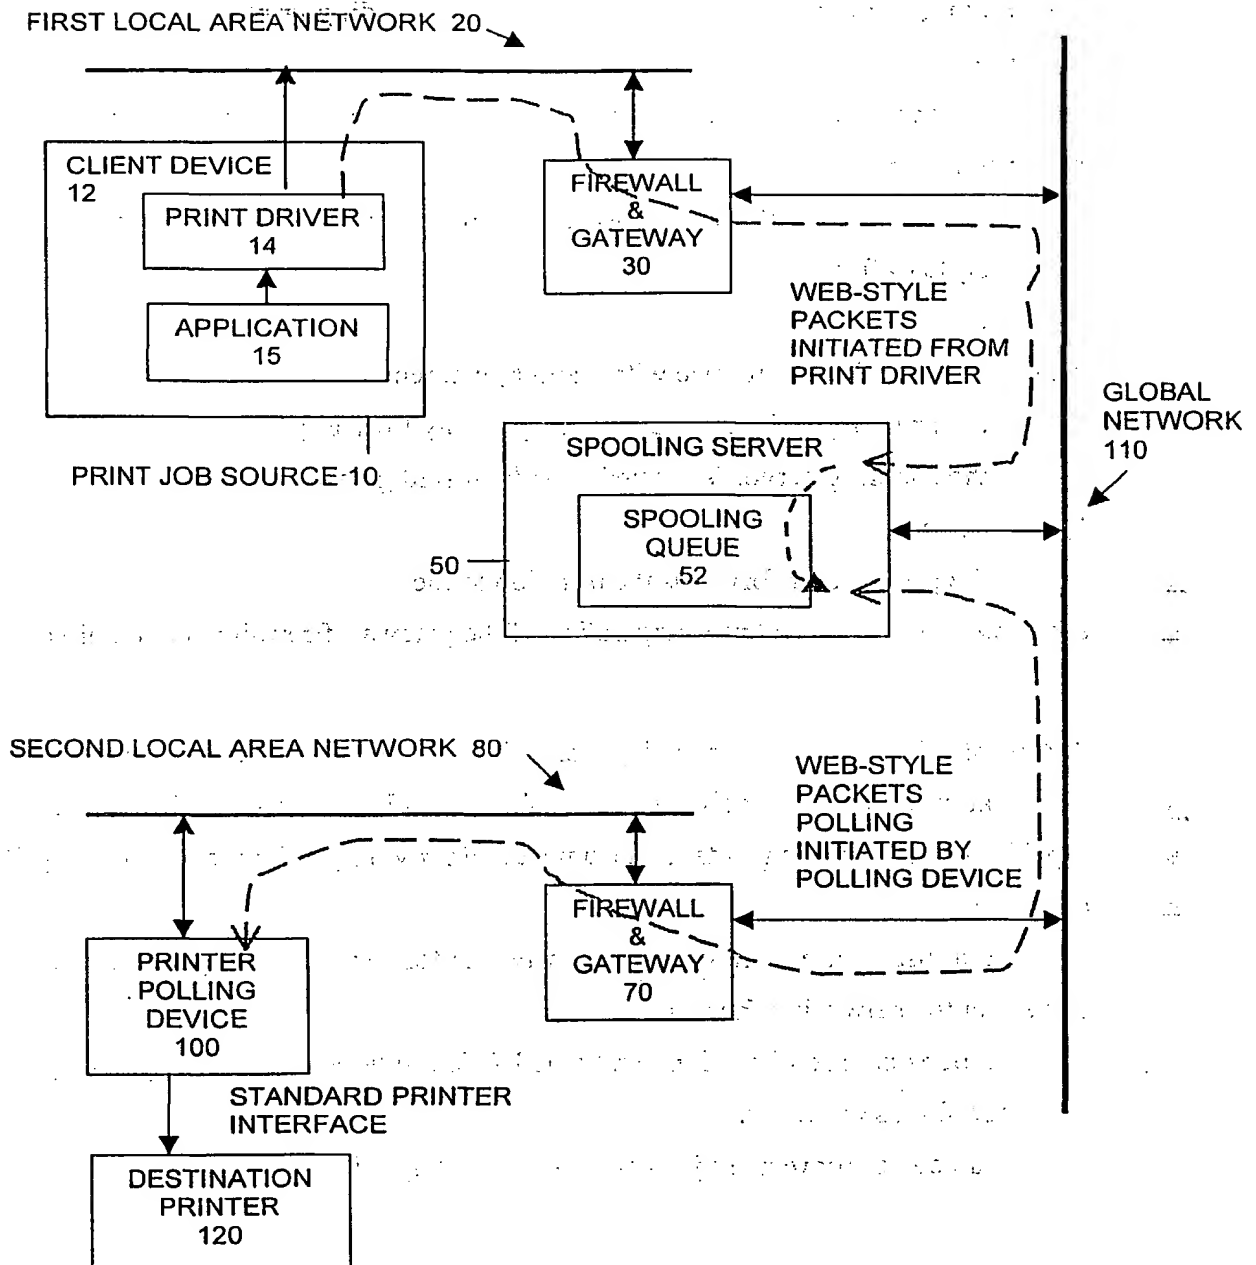 FIRST LOCAL AREA NETWORK 20
CLIENT DEVICE
12
PRINT DRIVER
14
APPLICATION
15
PRINT JOB SOURCE 10
FIREWALL
&
GATEWAY
30
WEB-STYLE
PACKETS
INITIATED FROM
PRINT DRIVER
GLOBAL
NETWORK
110
SPOOLING SERVER
SPOOLING
QUEUE
52
50
SECOND LOCAL AREA NETWORK 80
WEB-STYLE
PACKETS
POLLING
INITIATED BY
POLLING DEVICE
FIREWALL
&
GATEWAY
70
PRINTER
POLLING
DEVICE
100
STANDARD PRINTER
INTERFACE
DESTINATION
PRINTER
120